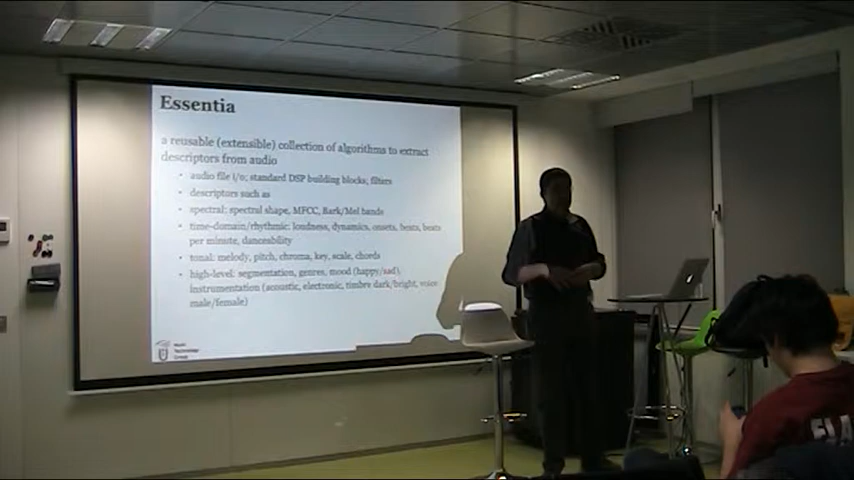 Essentia
a reusable (extensible) collection of algorithms to extract
descriptors from audio
• audio file i/o; standard DSP building blocks; filters
• descriptors such as
• spectral: spectral shape, MFCC, Bark/Mel bands
• time-domain/rhythmic: loudness, dynamics, onsets, beats, beats
per minute, danceability
• tonal: melody, pitch, chroma, key, scale, chords
• high-level: segmentation, genres, mood (happy/sad),
instrumentation (acoustic, electronic, timbre dark/bright, voice
male/female)
Music
Technology
Group